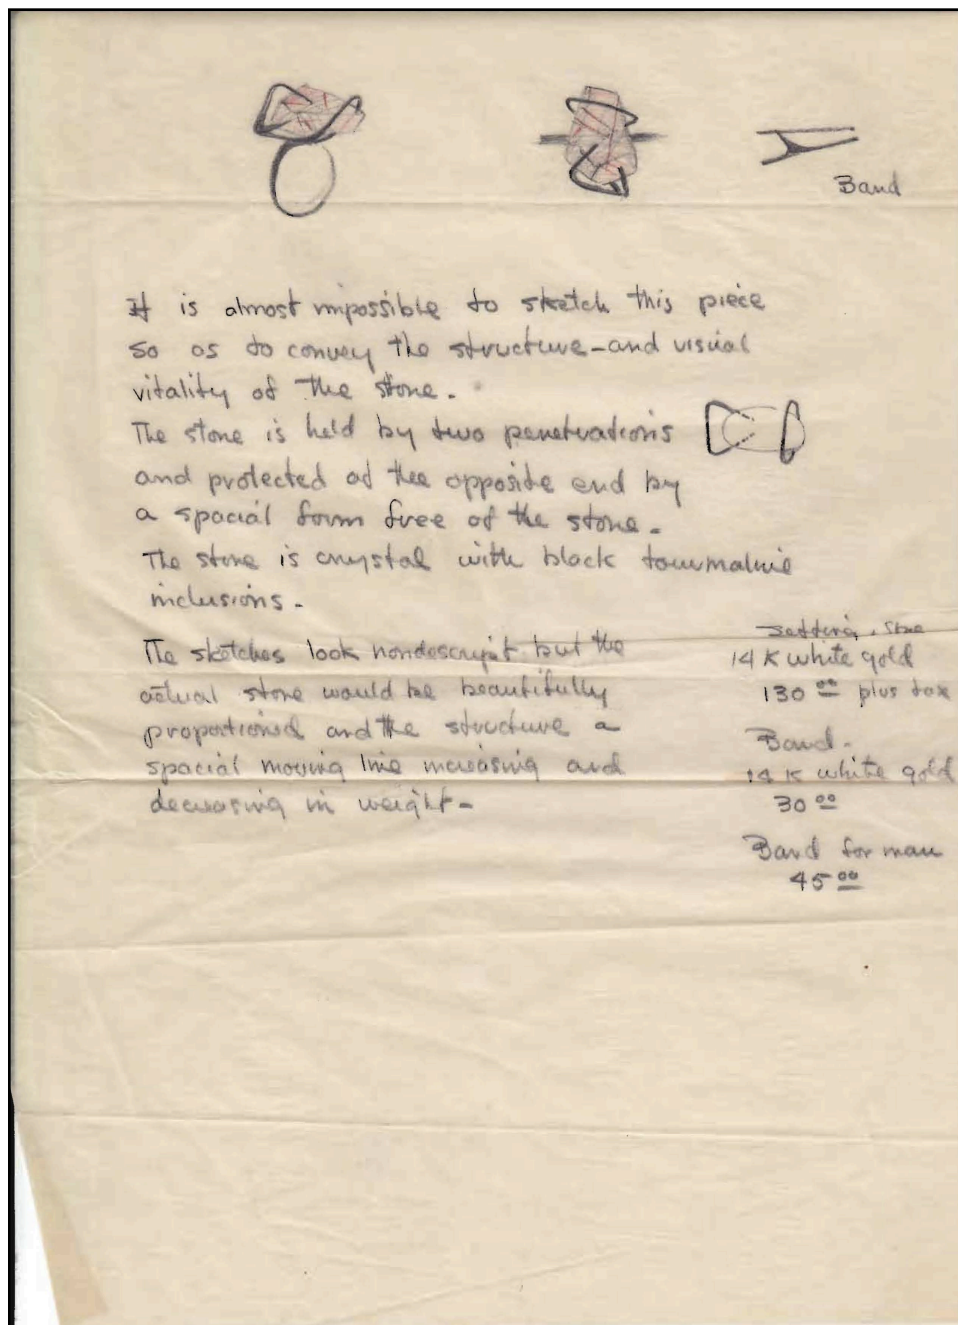 Band
It is almost impossible to sketch this piece
so as to convey the structure - and visual
vitality of the stone.
The stone is held by two penetrations
and protected at the opposite end by
a spacial form free of the stone.
The stone is crystal with black tourmaline
inclusions.
The sketches look nondescript but the
actual stone would be beautifully
proportioned and the structure a
spacial moving line increasing and
decreasing in weight -
setting, stone
14 K white gold
130 00 plus tax
Band -
14 K white gold
30 00
Band for man
45 00